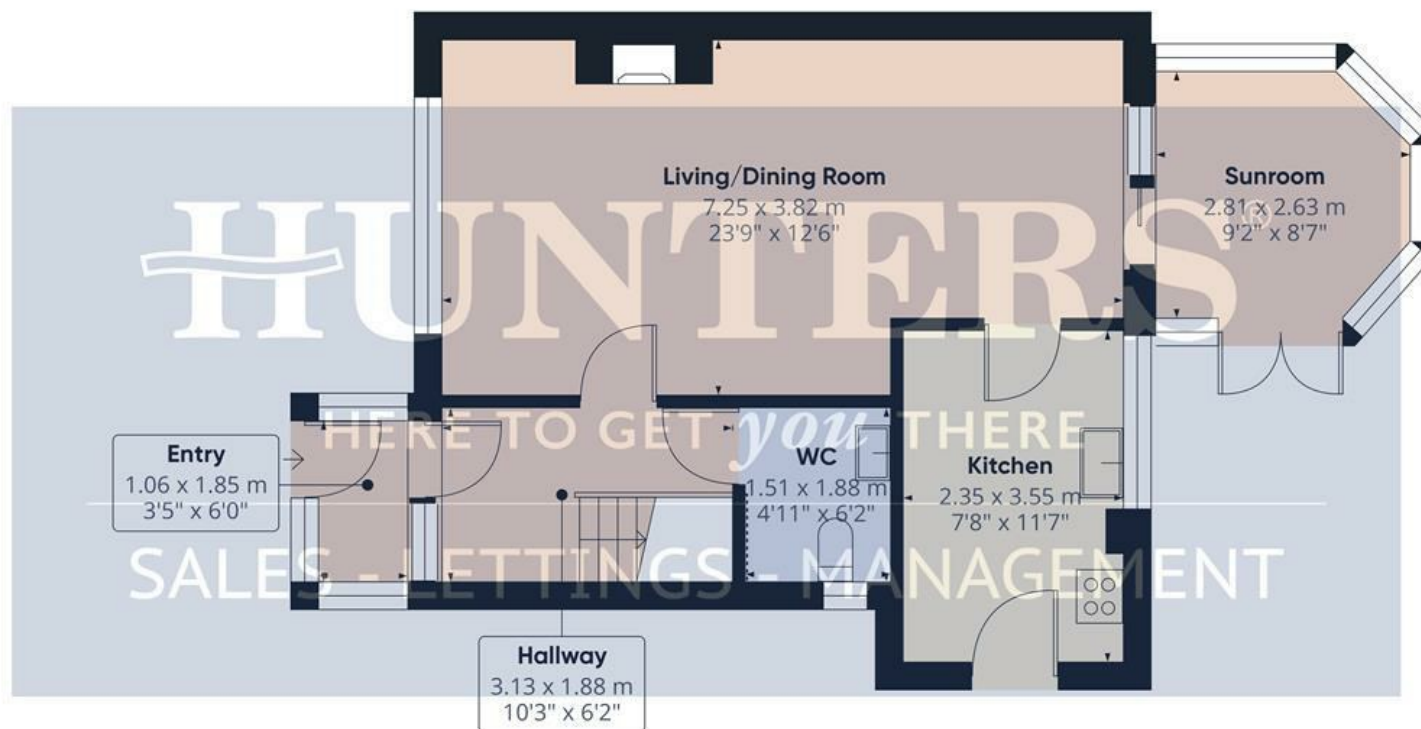 Living/Dining Room
7.25 x 3.82 m
23'9" x 12'6"
Sunroom
2.81 x 2.63 m
9'2" x 8'7"
HUNTERS®
HERE TO GET you THERE
Entry
1.06 x 1.85 m
3'5" x 6'0"
WC
1.51 x 1.88 m
4'11" x 6'2"
Kitchen
2.35 x 3.55 m
7'8" x 11'7"
SALES - LETTINGS - MANAGEMENT
Hallway
3.13 x 1.88 m
10'3" x 6'2"